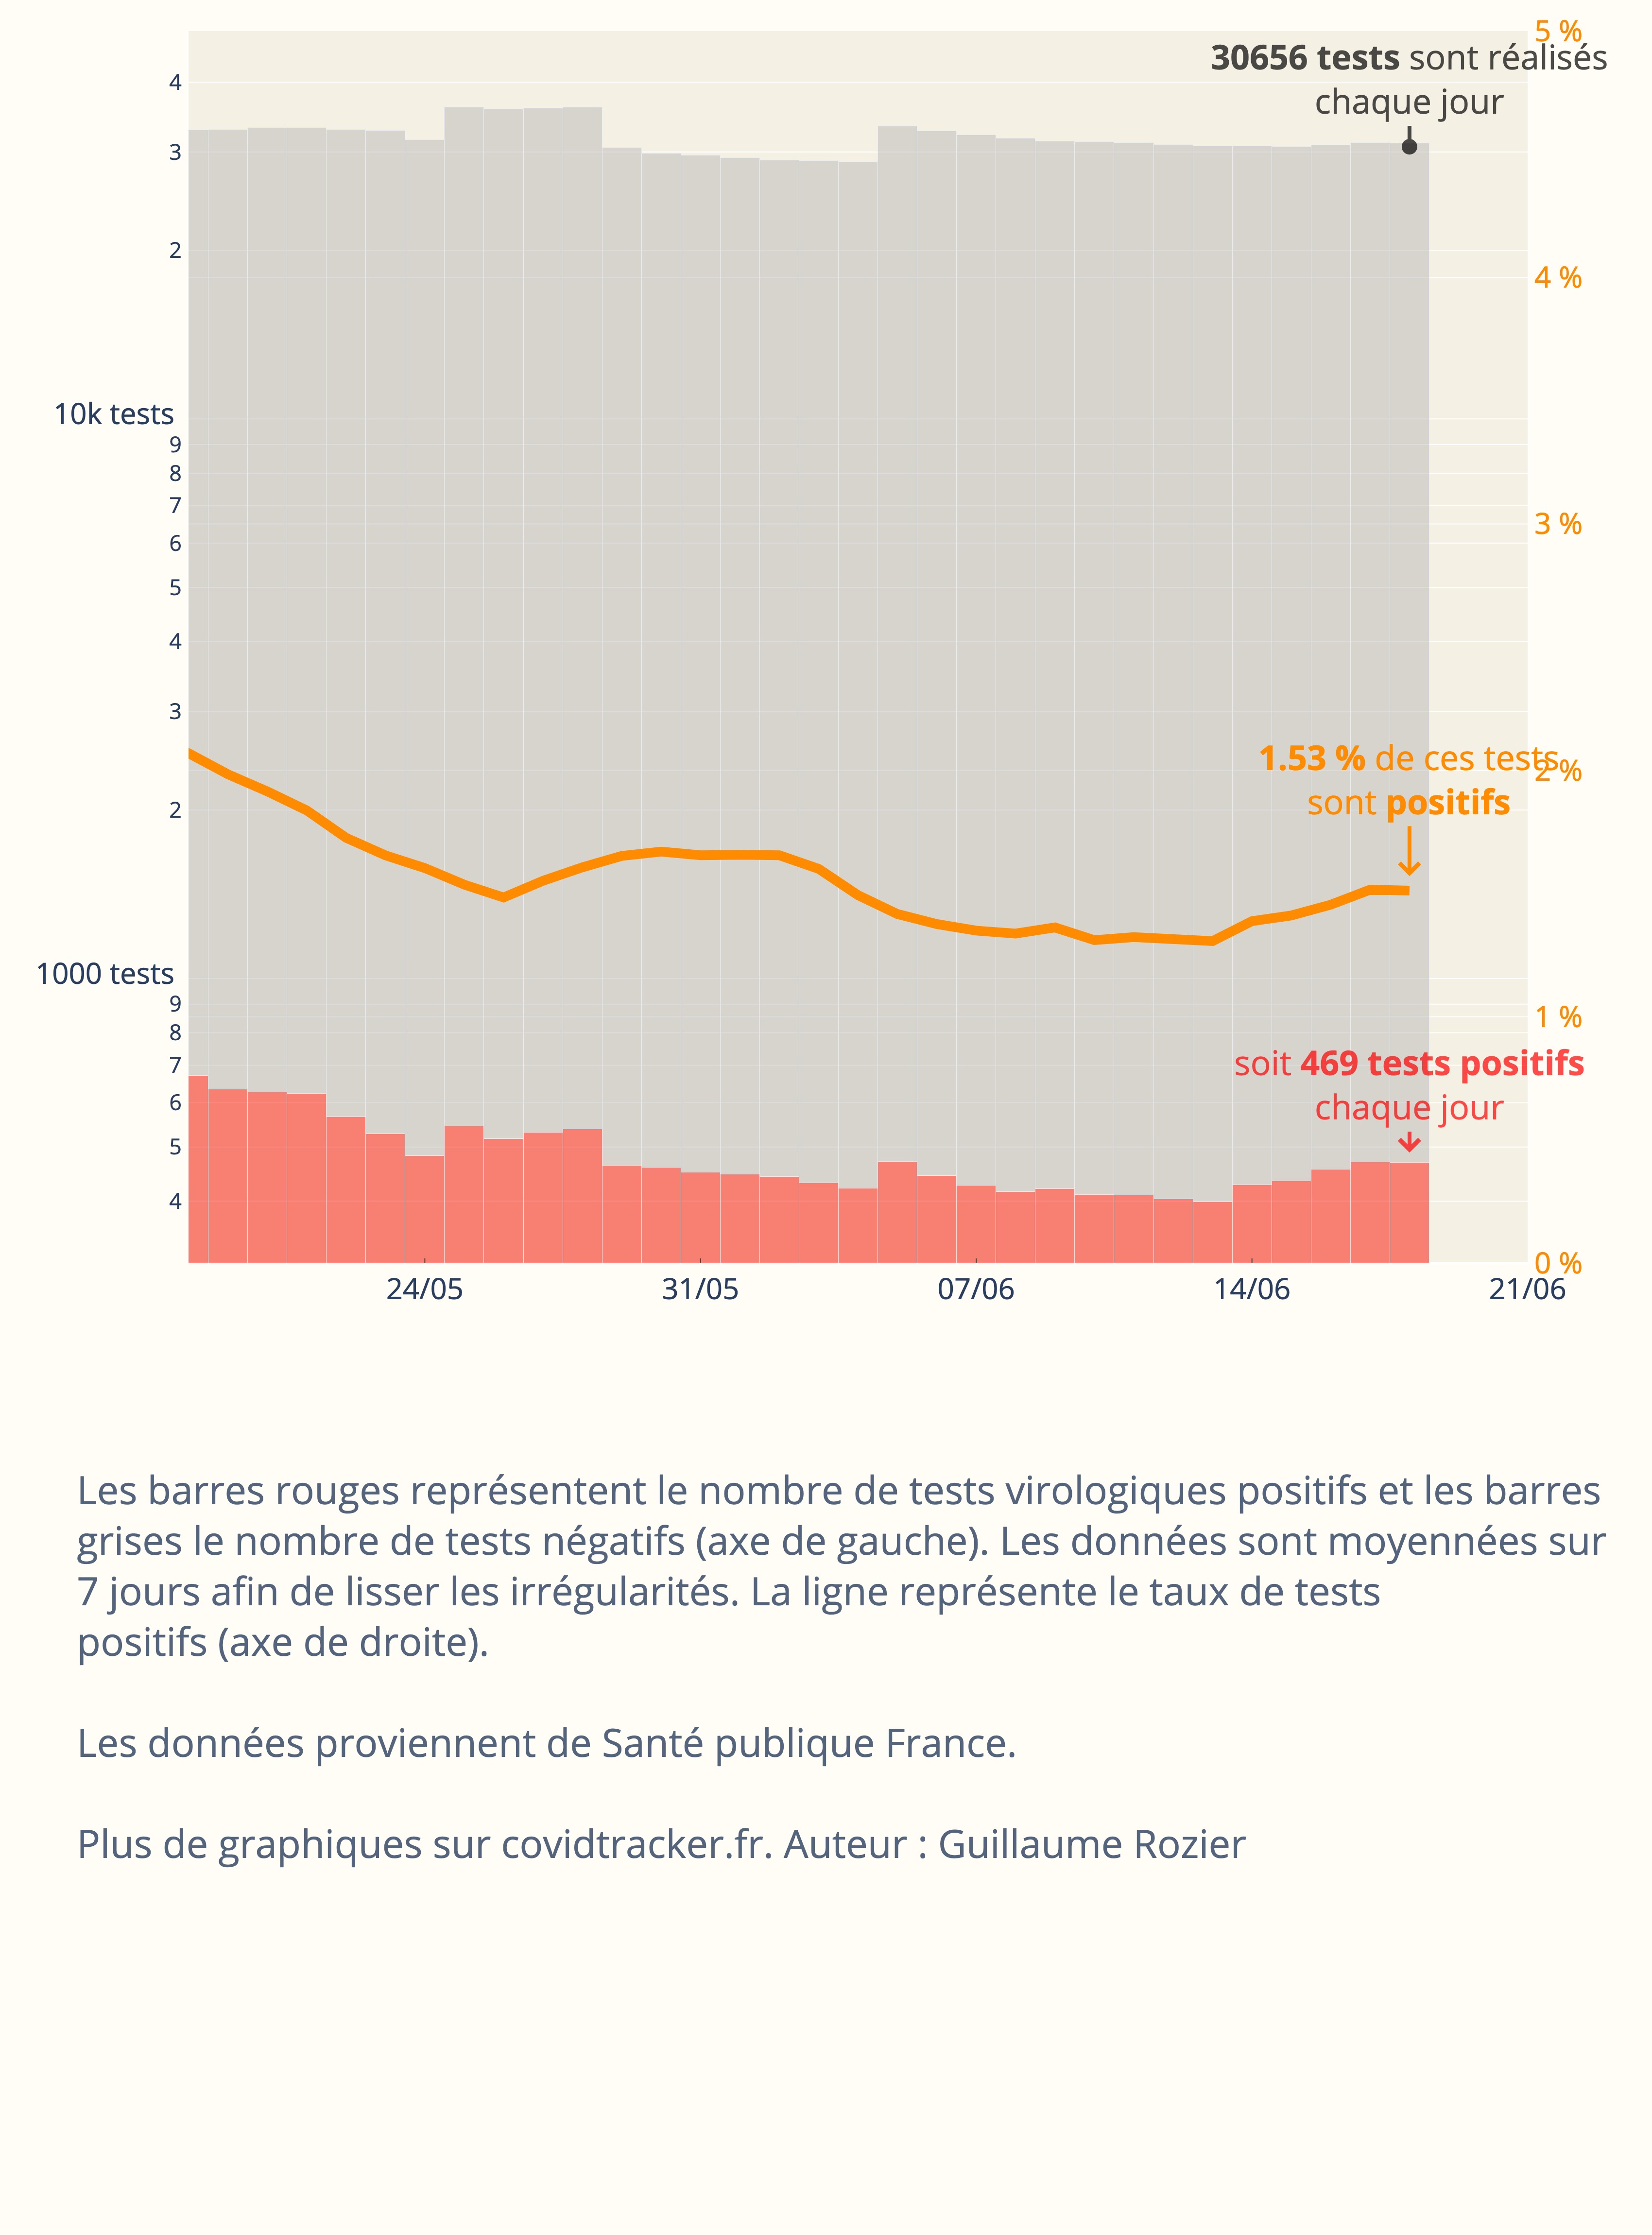 5 %
30656 tests sont réalisés
chaque jour
4
3
2
4 %
10k tests
9
8
7
3 %
6
5
4
3
1.53 % de ces tests
2 %
sont positifs
2
1000 tests
9
1 %
8
7
soit 469 tests positifs
chaque jour
6
5
4
0 %
24/05
31/05
07/06
14/06
21/06
Les barres rouges représentent le nombre de tests virologiques positifs et les barres
grises le nombre de tests négatifs (axe de gauche). Les données sont moyennées sur
7 jours afin de lisser les irrégularités. La ligne représente le taux de tests
positifs (axe de droite).
Les données proviennent de Santé publique France.
Plus de graphiques sur covidtracker.fr. Auteur : Guillaume Rozier